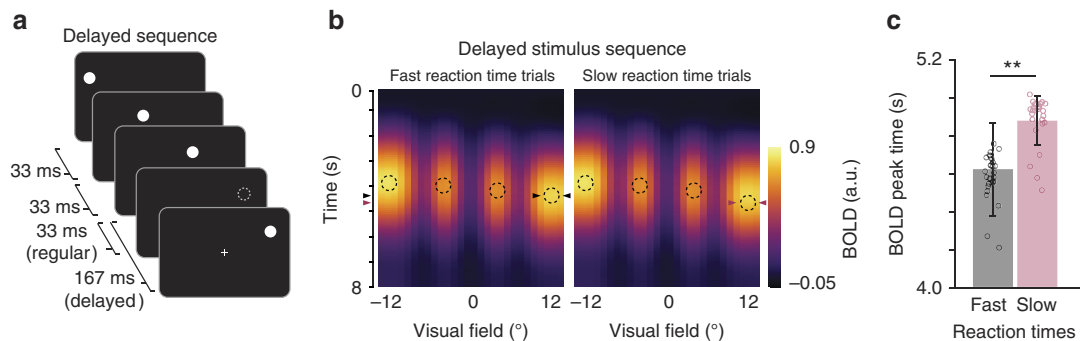 a
Delayed sequence
33 ms
33 ms
33 ms
(regular)
167 ms
(delayed)
b
Delayed stimulus sequence
Fast reaction time trials
Slow reaction time trials
0
8
Time (s)
−12
0
12
Visual field (°)
−12
0
12
Visual field (°)
0.9
−0.05
BOLD (a.u.)
c
5.2
4.0
BOLD peak time (s)
**
Fast
Slow
Reaction times